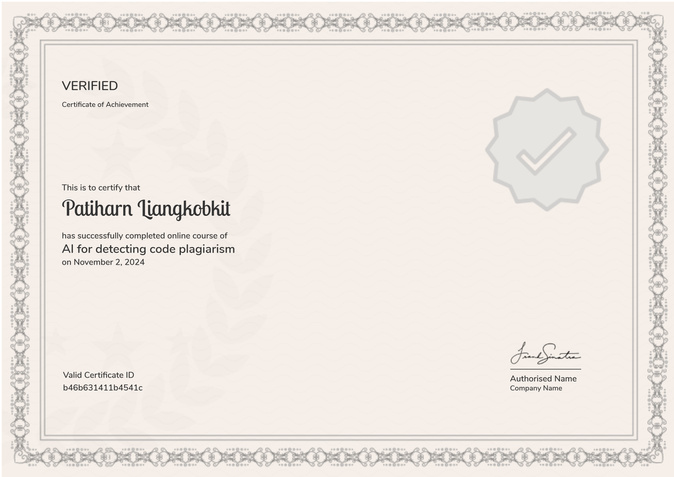 VERIFIED
Certificate of Achievement
This is to certify that
Patiharn Liangkobkit
has successfully completed online course of
AI for detecting code plagiarism
on November 2, 2024
Valid Certificate ID
b46b631411b4541c
Frank Sinatra
Authorised Name
Company Name